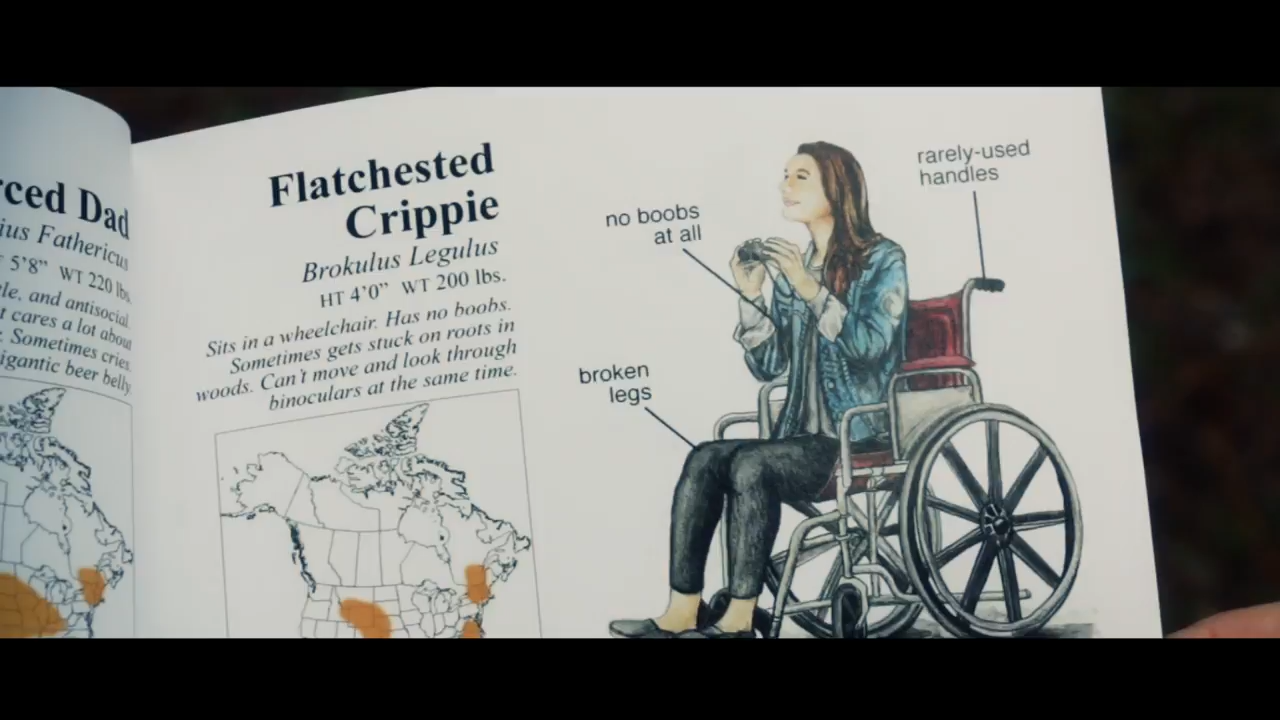 rced Dad
ius Fathericus
5'8" WT 220 lbs.
tle, and antisocial.
t cares a lot about
. Sometimes cries.
igantic beer belly.
Flatchested
Crippie
Brokulus Legulus
HT 4'0" WT 200 lbs.
Sits in a wheelchair. Has no boobs.
Sometimes gets stuck on roots in
woods. Can't move and look through
binoculars at the same time.
no boobs
at all
broken
legs
rarely-used
handles